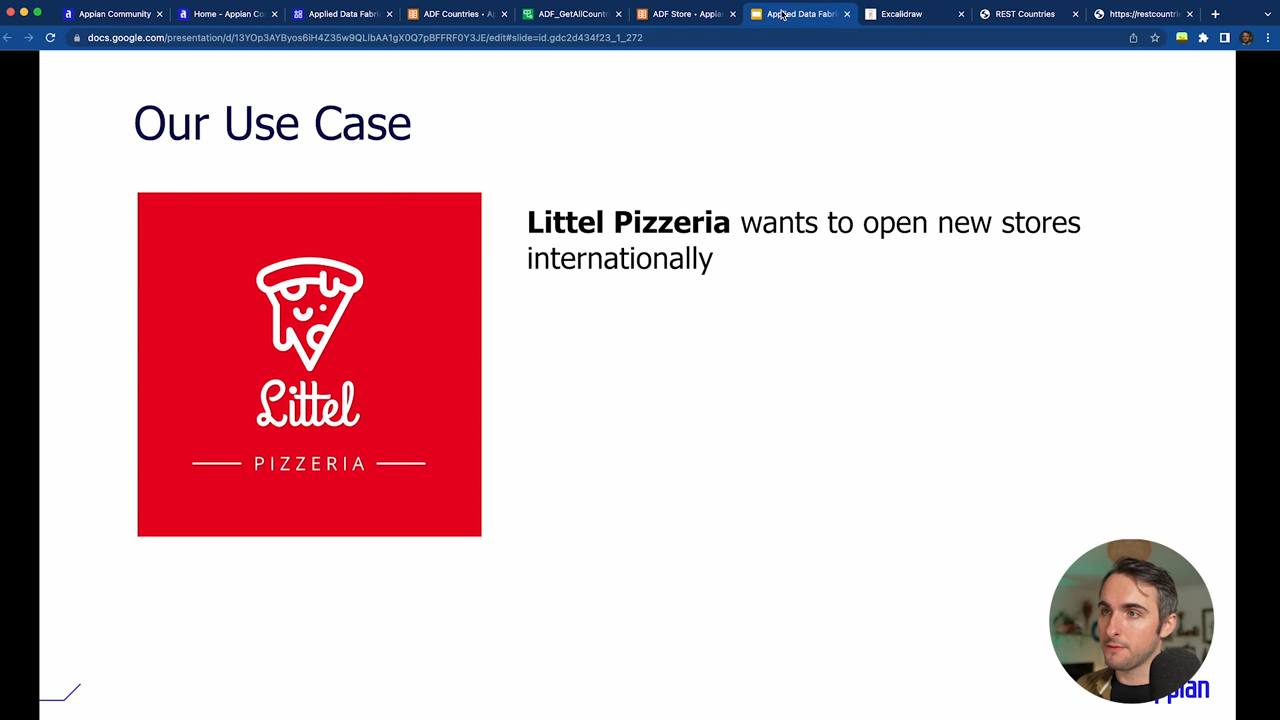 Appian Community
Home - Appian Co
Applied Data Fabri
ADF Countries •
ADF_GetAllCountr
ADF Store • Appian
Applied Data Fabri
Excalidraw
REST Countries
https://restcountri
docs.google.com/presentation/d/13YOp3AYByos6iH4Z35w9QLIbAA1gX0Q7pBFFRF0Y3JE/edit#slide=id.gdc2d434f23_1_272
Our Use Case
Littel Pizzeria wants to open new stores
internationally
Littel
PIZZERIA